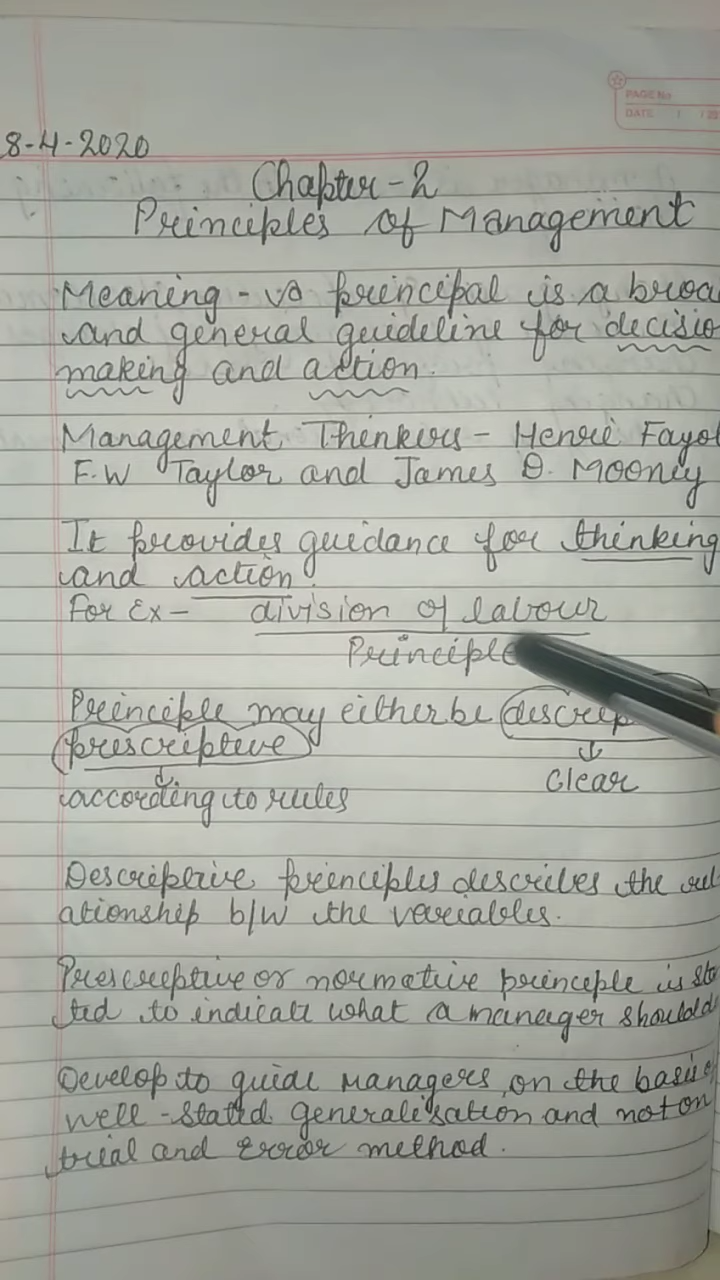 PAGE No
DATE / / 20
8-4-2020
Chapter-2
Principles of Management
Meaning - A principal is a broa
and general guideline for decisio
making and action.
Management Thinkers - Henrie Fayol
F.W Taylor and James D. Mooney
It provides guidance for thinking
and action.
For Ex - division of labour
Principle
Principle may either be descrip
prescriptive
Clear
according to rules
Descriptive principles describes the rel
ationship b/w the variables.
Prescreptive or normative principle is sta
ted to indicate what a manager should d
Develop to guide managers on the basis
well-stated generalisation and not on
trial and error method.